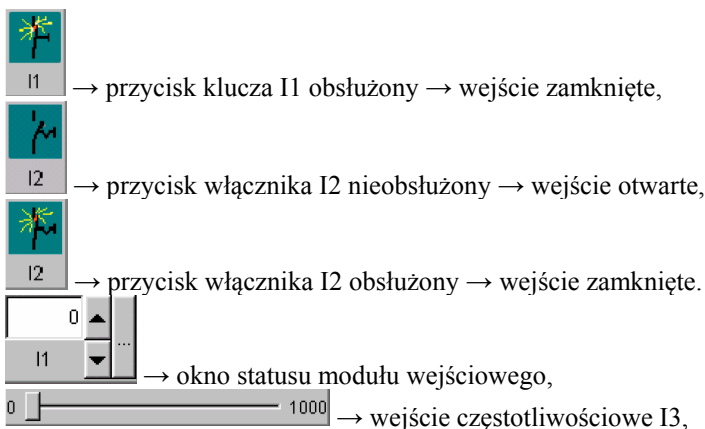 I1 → przycisk klucza I1 obsłużony → wejście zamknięte,
I2 → przycisk włącznika I2 nieobsłużony → wejście otwarte,
I2 → przycisk włącznika I2 obsłużony → wejście zamknięte.
0 ...
I1 → okno statusu modułu wejściowego,
0 1000 → wejście częstotliwościowe I3,